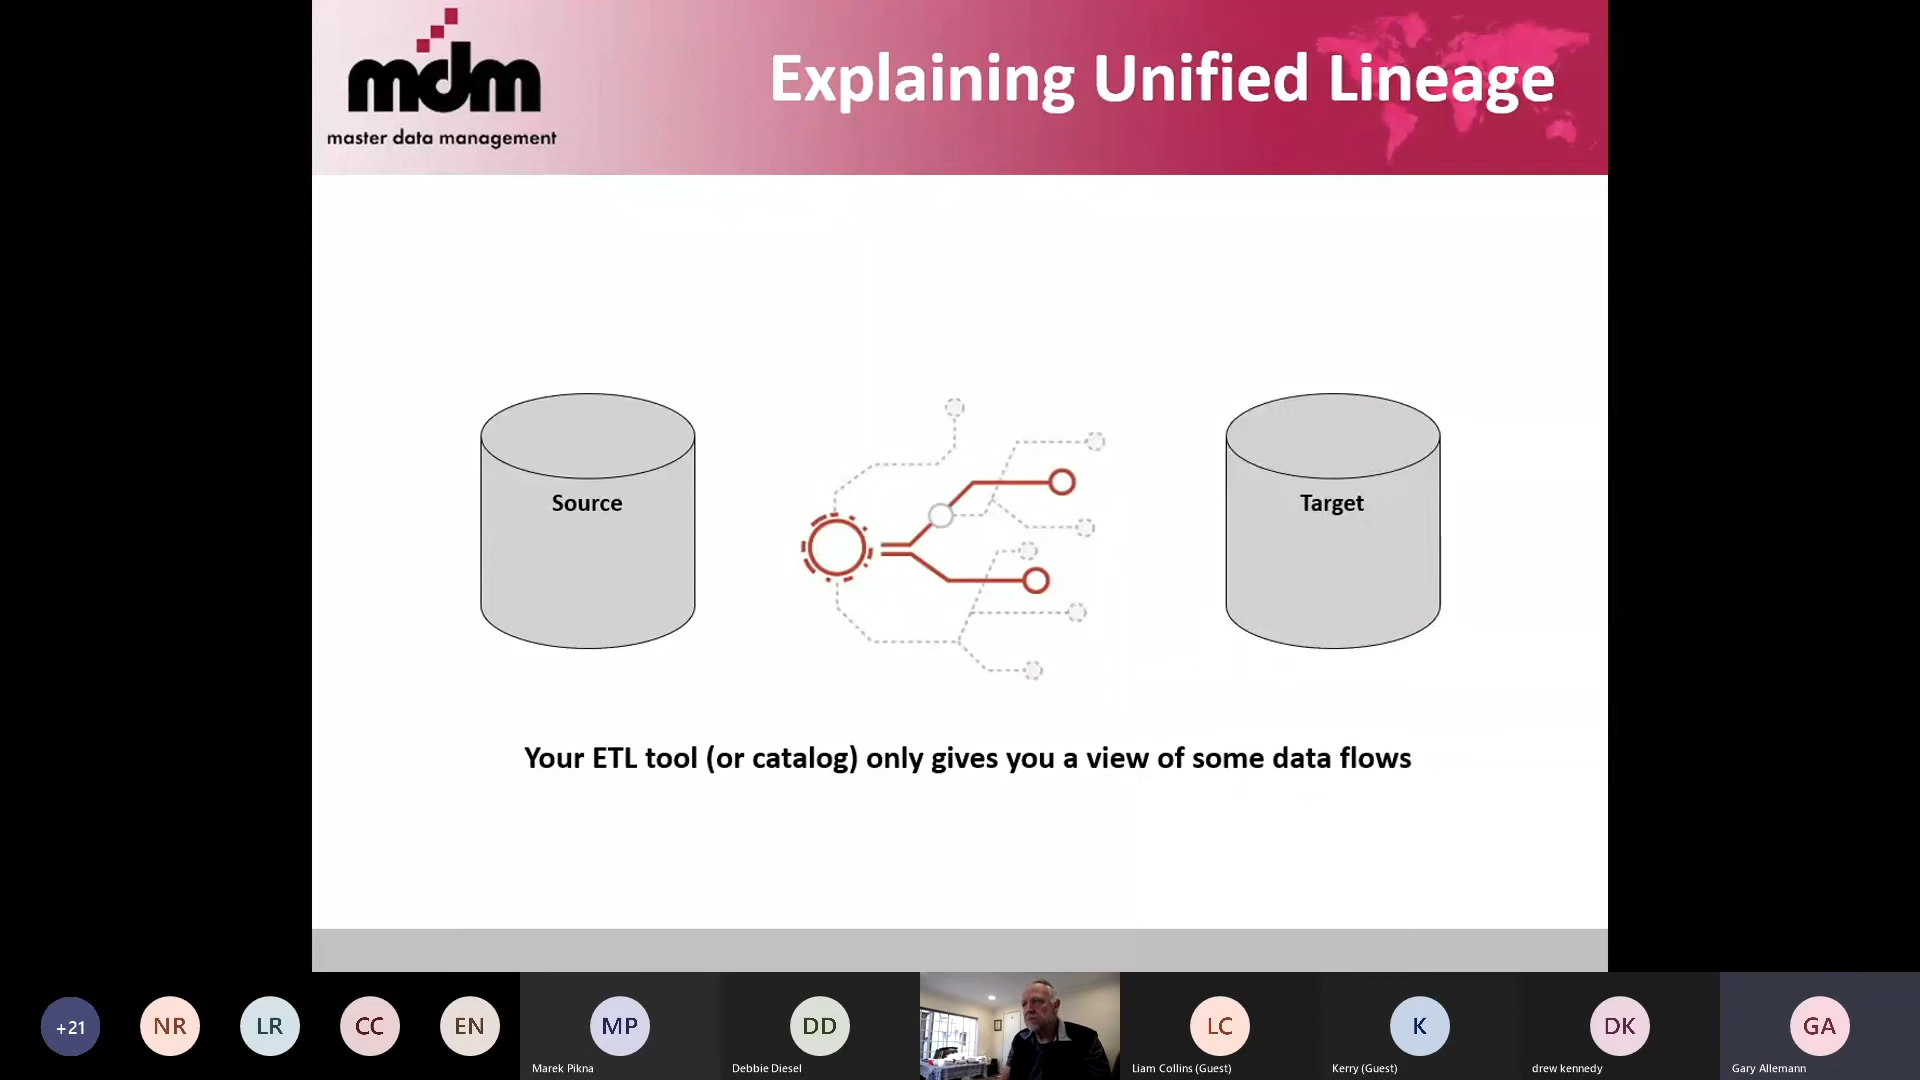 mdm
master data management
Explaining Unified Lineage
Source
Target
Your ETL tool (or catalog) only gives you a view of some data flows
+21
NR
LR
CC
EN
MP
DD
LC
K
DK
GA
Marek Pikna
Debbie Diesel
Liam Collins (Guest)
Kerry (Guest)
drew kennedy
Gary Allemann